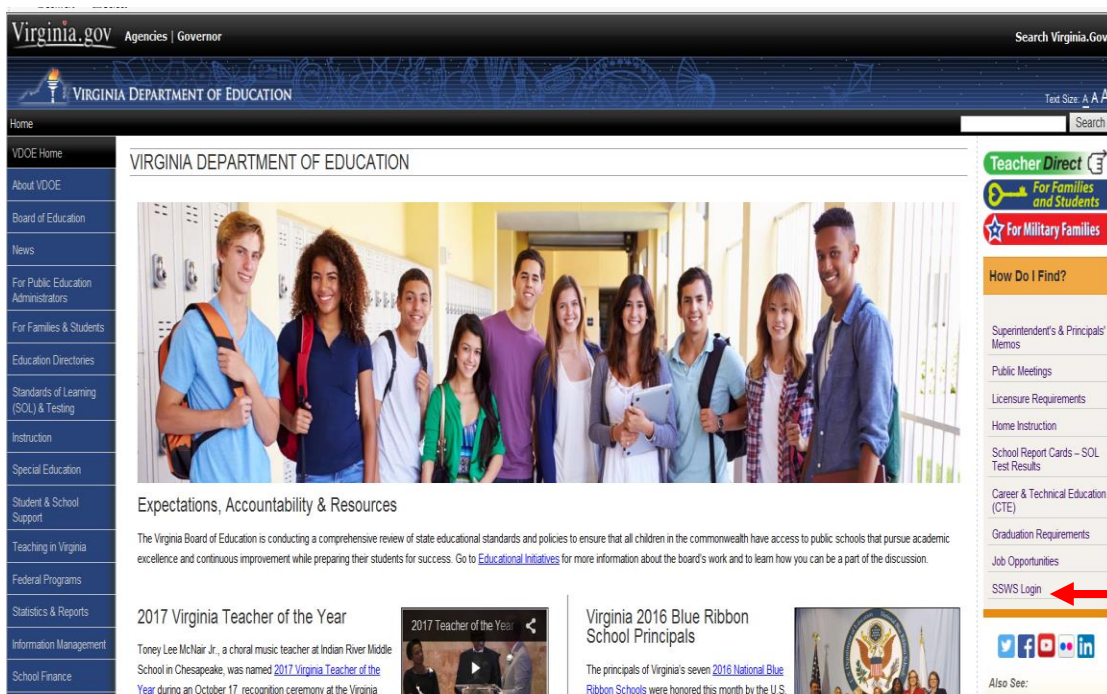 Virginia.gov Agencies | Governor
Search Virginia.Gov
VIRGINIA DEPARTMENT OF EDUCATION
Text Size: A A A
Home
Search
VDOE Home
About VDOE
Board of Education
News
For Public Education
Administrators
For Families & Students
Education Directories
Standards of Learning
(SOL) & Testing
Instruction
Special Education
Student & School
Support
Teaching in Virginia
Federal Programs
Statistics & Reports
Information Management
School Finance
VIRGINIA DEPARTMENT OF EDUCATION
Expectations, Accountability & Resources
The Virginia Board of Education is conducting a comprehensive review of state educational standards and policies to ensure that all children in the commonwealth have access to public schools that pursue academic
excellence and continuous improvement while preparing their students for success. Go to Educational Initiatives for more information about the board's work and to learn how you can be a part of the discussion.
2017 Virginia Teacher of the Year
Toney Lee McNair Jr., a choral music teacher at Indian River Middle
School in Chesapeake, was named 2017 Virginia Teacher of the
Year during an October 17 recognition ceremony at the Virginia
2017 Teacher of the Year
Virginia 2016 Blue Ribbon
School Principals
The principals of Virginia's seven 2016 National Blue
Ribbon Schools were honored this month by the U.S.
Teacher Direct
For Families
and Students
For Military Families
How Do I Find?
Superintendent's & Principals'
Memos
Public Meetings
Licensure Requirements
Home Instruction
School Report Cards – SOL
Test Results
Career & Technical Education
(CTE)
Graduation Requirements
Job Opportunities
SSWS Login
in
Also See: